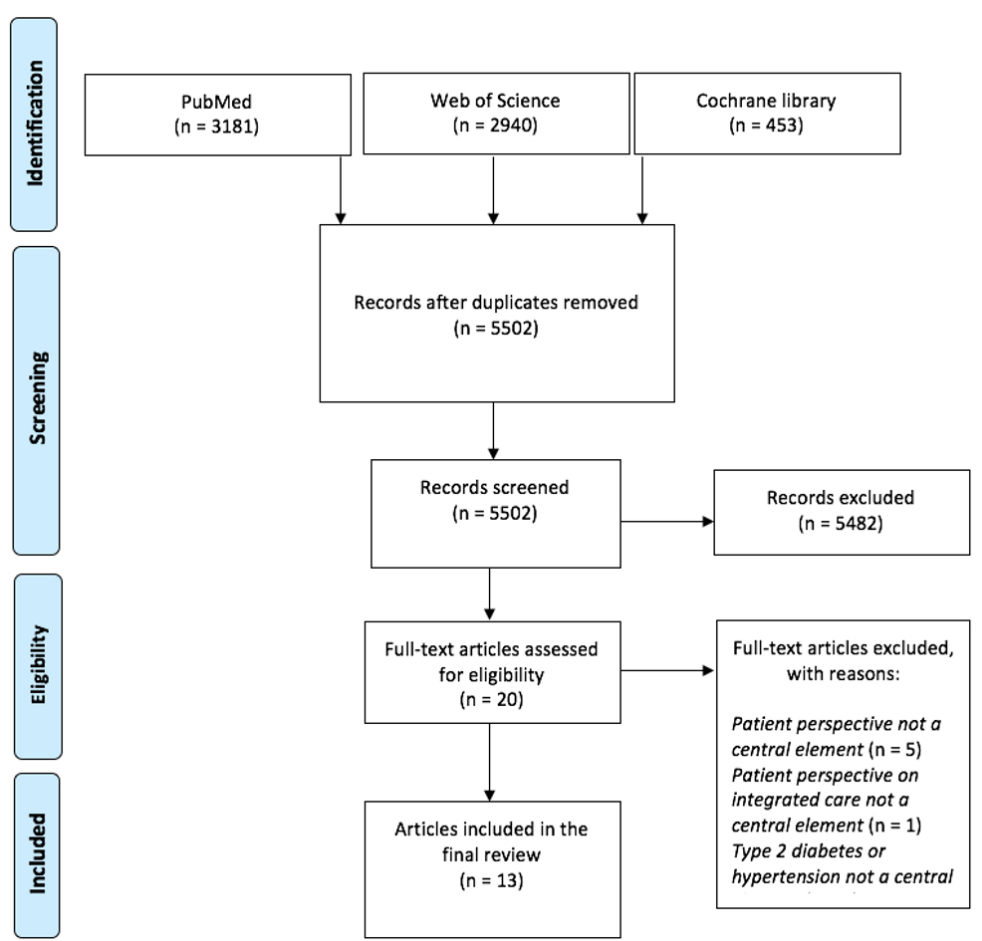 Identification
PubMed
(n = 3181)
Web of Science
(n = 2940)
Cochrane library
(n = 453)
Screening
Records after duplicates removed
(n = 5502)
Records screened
(n = 5502)
Records excluded
(n = 5482)
Eligibility
Full-text articles assessed
for eligibility
(n = 20)
Full-text articles excluded,
with reasons:
Patient perspective not a
central element (n = 5)
Patient perspective on
integrated care not a
central element (n = 1)
Type 2 diabetes or
hypertension not a central
Included
Articles included in the
final review
(n = 13)